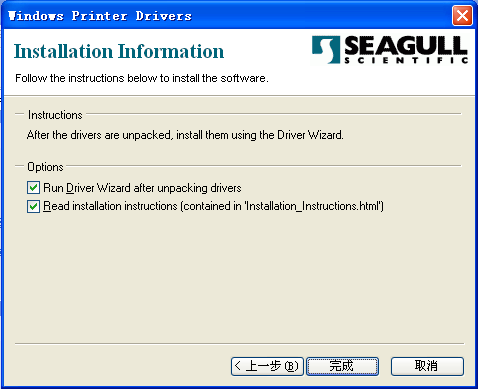 Windows Printer Drivers
Installation Information
SEAGULL
SCIENTIFIC
Follow the instructions below to install the software.
Instructions
After the drivers are unpacked, install them using the Driver Wizard.
Options
Run Driver Wizard after unpacking drivers
Read installation instructions (contained in 'Installation_Instructions.html')
< 上一步(B) 完成 取消